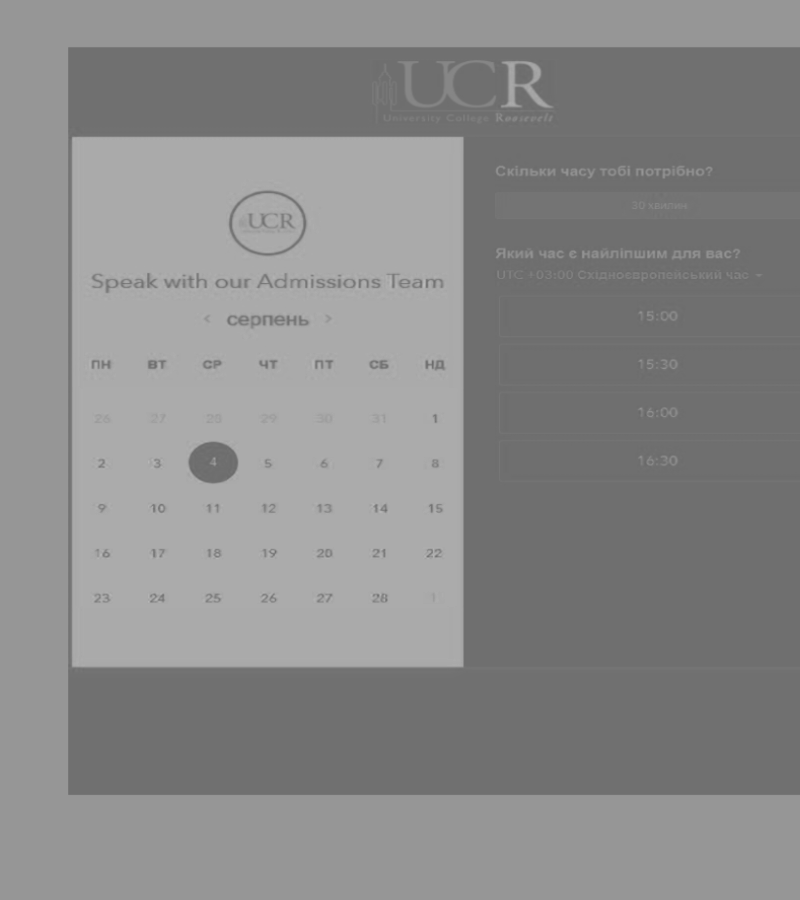 UCR
University College Roosevelt
UCR
Speak with our Admissions Team
< серпень >
ПН ВТ СР ЧТ ПТ СБ НД
26 27 28 29 30 31 1
2 3 4 5 6 7 8
9 10 11 12 13 14 15
16 17 18 19 20 21 22
23 24 25 26 27 28 1
Скільки часу тобі потрібно?
30 хвилин
Який час є найліпшим для вас?
UTC +03:00 Східноєвропейський час
15:00
15:30
16:00
16:30